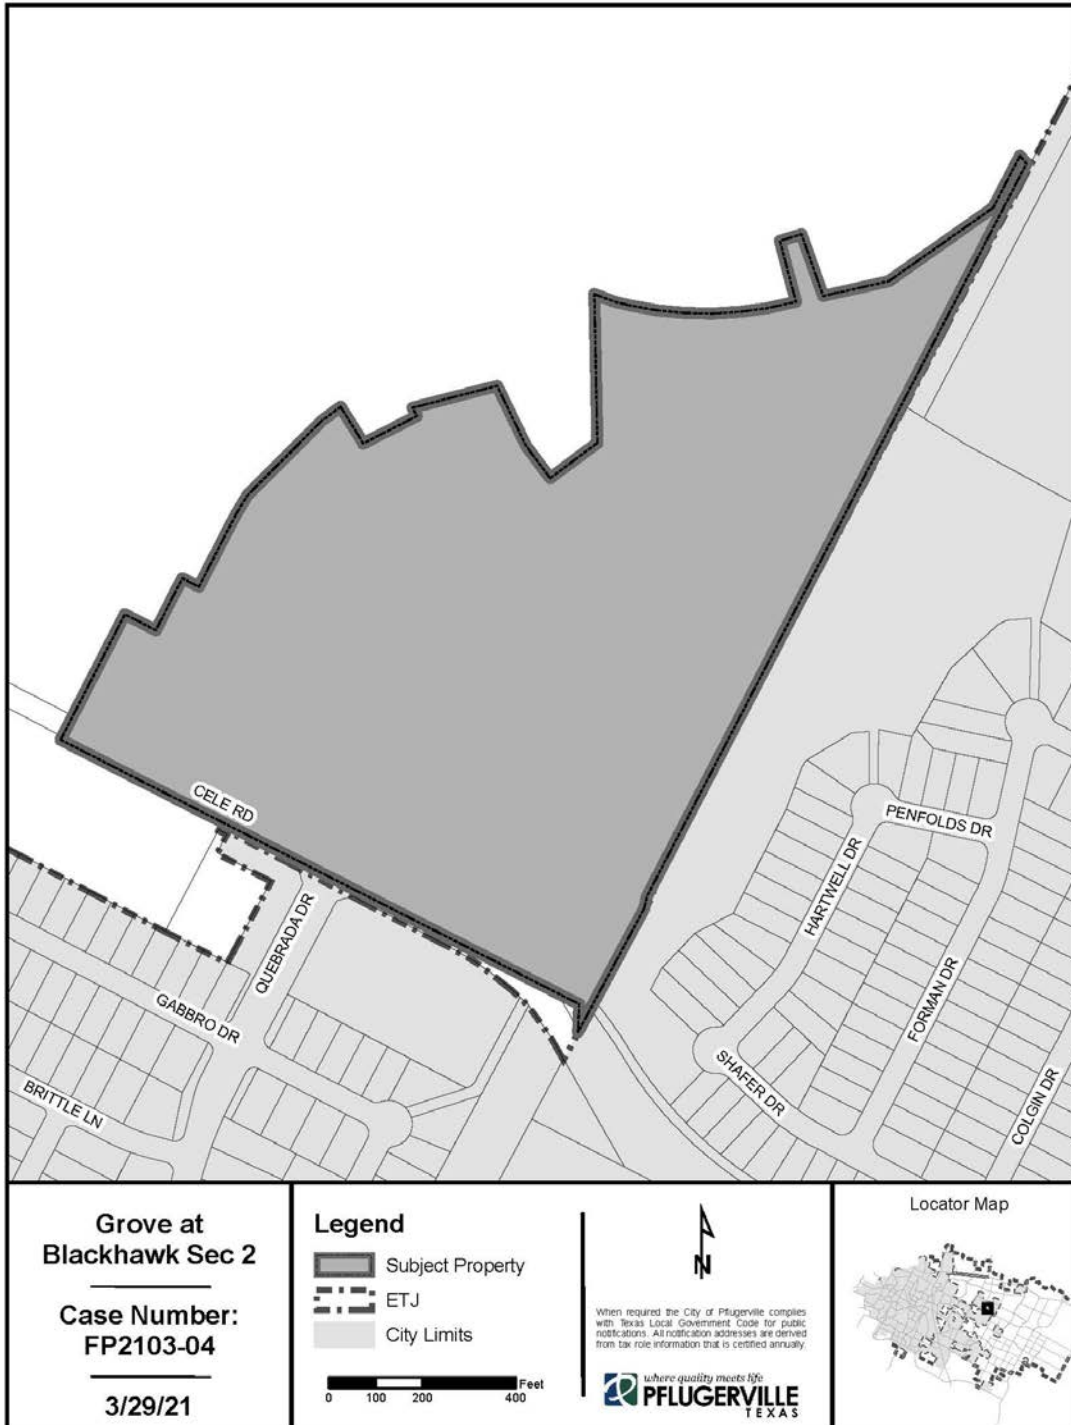 CELE RD
PENFOLDS DR
HARTWELL DR
QUEBRADA DR
GABBRO DR
FORMAN DR
SHAFER DR
BRITTLE LN
COLGIN DR
Grove at
Blackhawk Sec 2
Case Number:
FP2103-04
3/29/21
Legend
Subject Property
ETJ
City Limits
Feet
0 100 200 400
N
When required the City of Pflugerville complies
with Texas Local Government Code for public
notifications. All notification addresses are derived
from tax role information that is certified annually.
where quality meets life
PFLUGERVILLE
TEXAS
Locator Map